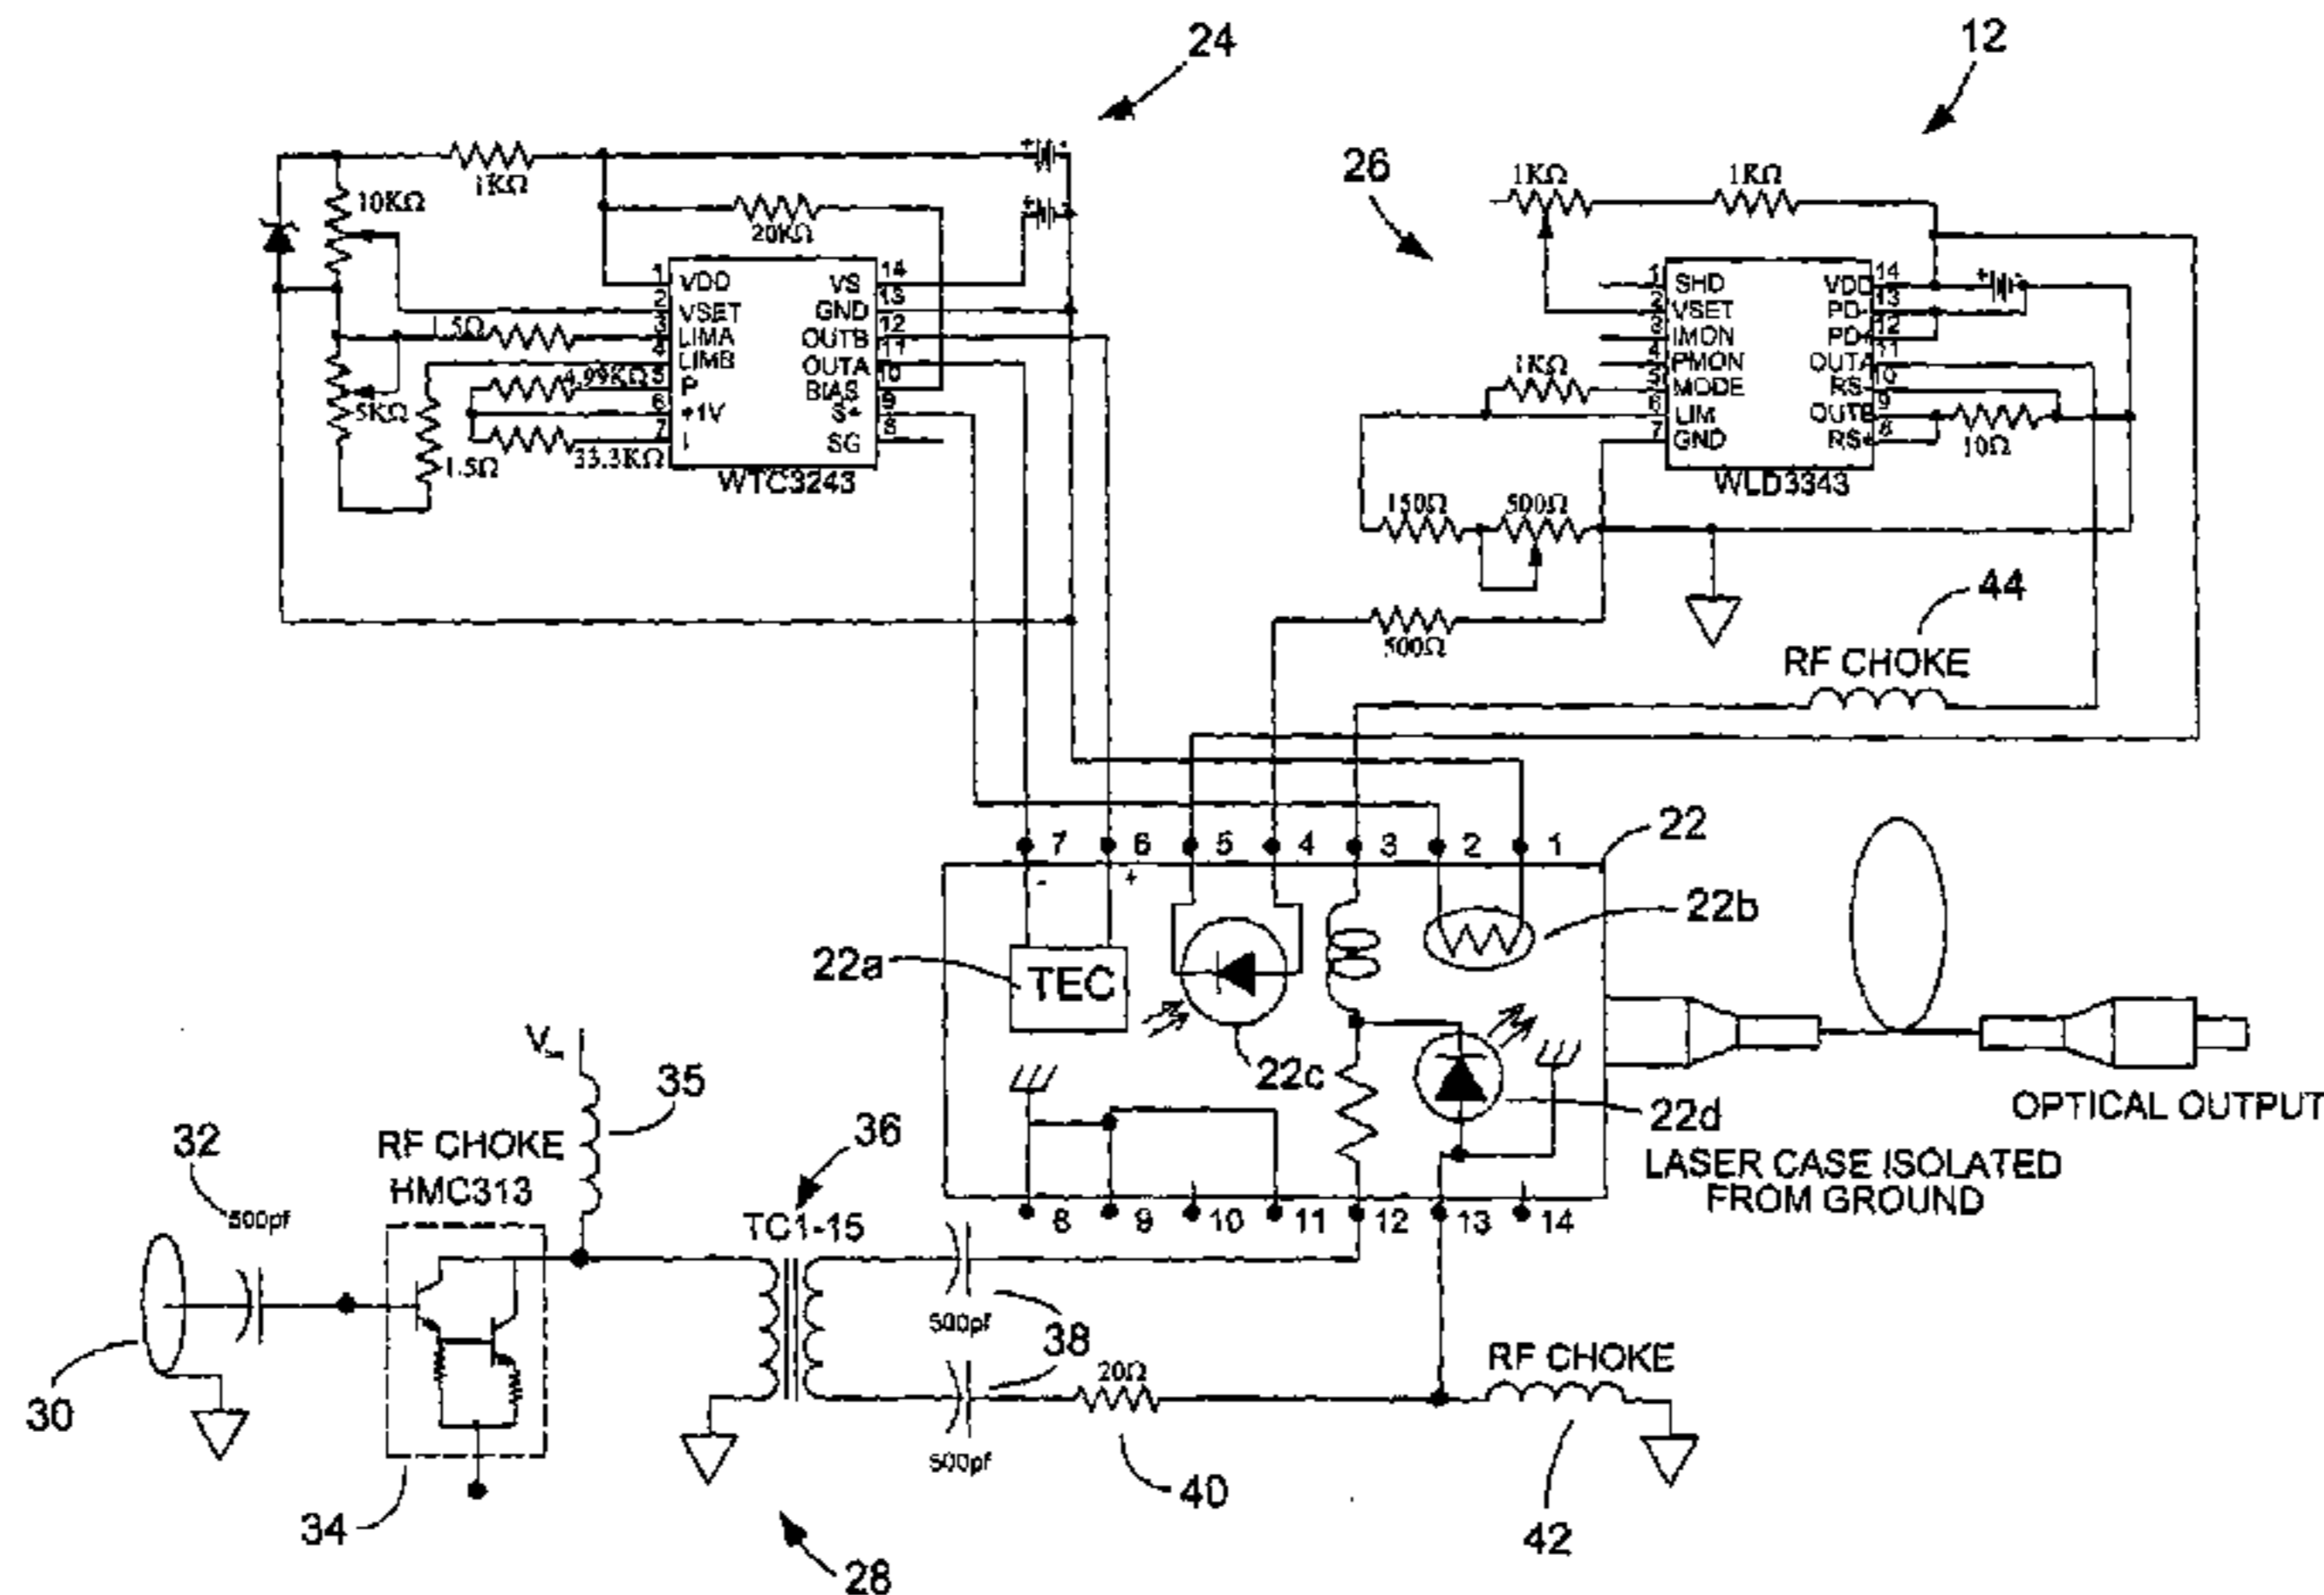 24
12
26
1KΩ
10KΩ
20KΩ
1 VDD
2 VSET
3 LIMA
4 LIMB
5 P
6 +1V
7 I
VS 14
GND 13
OUTB 12
OUTA 11
BIAS 10
S+ 9
SG 8
WTC3243
1.5Ω
4.99KΩ
5KΩ
1.5Ω
33.3KΩ
1KΩ
1KΩ
1 SHD
2 VSET
3 IMON
4 PMON
5 MODE
6 LIM
7 GND
VDD 14
PD- 13
PD+ 12
OUTA 11
RS- 10
OUTB 9
RS+ 8
WLD3343
1KΩ
10Ω
150Ω
500Ω
500Ω
44
RF CHOKE
7 6 5 4 3 2 1
- +
22
22b
22a
TEC
22c
22d
OPTICAL OUTPUT
LASER CASE ISOLATED
FROM GROUND
8 9 10 11 12 13 14
35
RF CHOKE
HMC313
32
500pf
36
TC1-15
30
34
500pf
38
500pf
20Ω
40
RF CHOKE
42
28